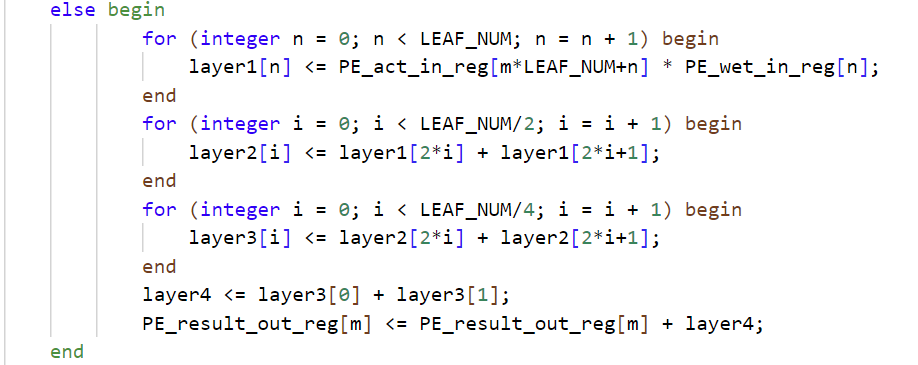 else begin
for (integer n = 0; n < LEAF_NUM; n = n + 1) begin
layer1[n] <= PE_act_in_reg[m*LEAF_NUM+n] * PE_wet_in_reg[n];
end
for (integer i = 0; i < LEAF_NUM/2; i = i + 1) begin
layer2[i] <= layer1[2*i] + layer1[2*i+1];
end
for (integer i = 0; i < LEAF_NUM/4; i = i + 1) begin
layer3[i] <= layer2[2*i] + layer2[2*i+1];
end
layer4 <= layer3[0] + layer3[1];
PE_result_out_reg[m] <= PE_result_out_reg[m] + layer4;
end